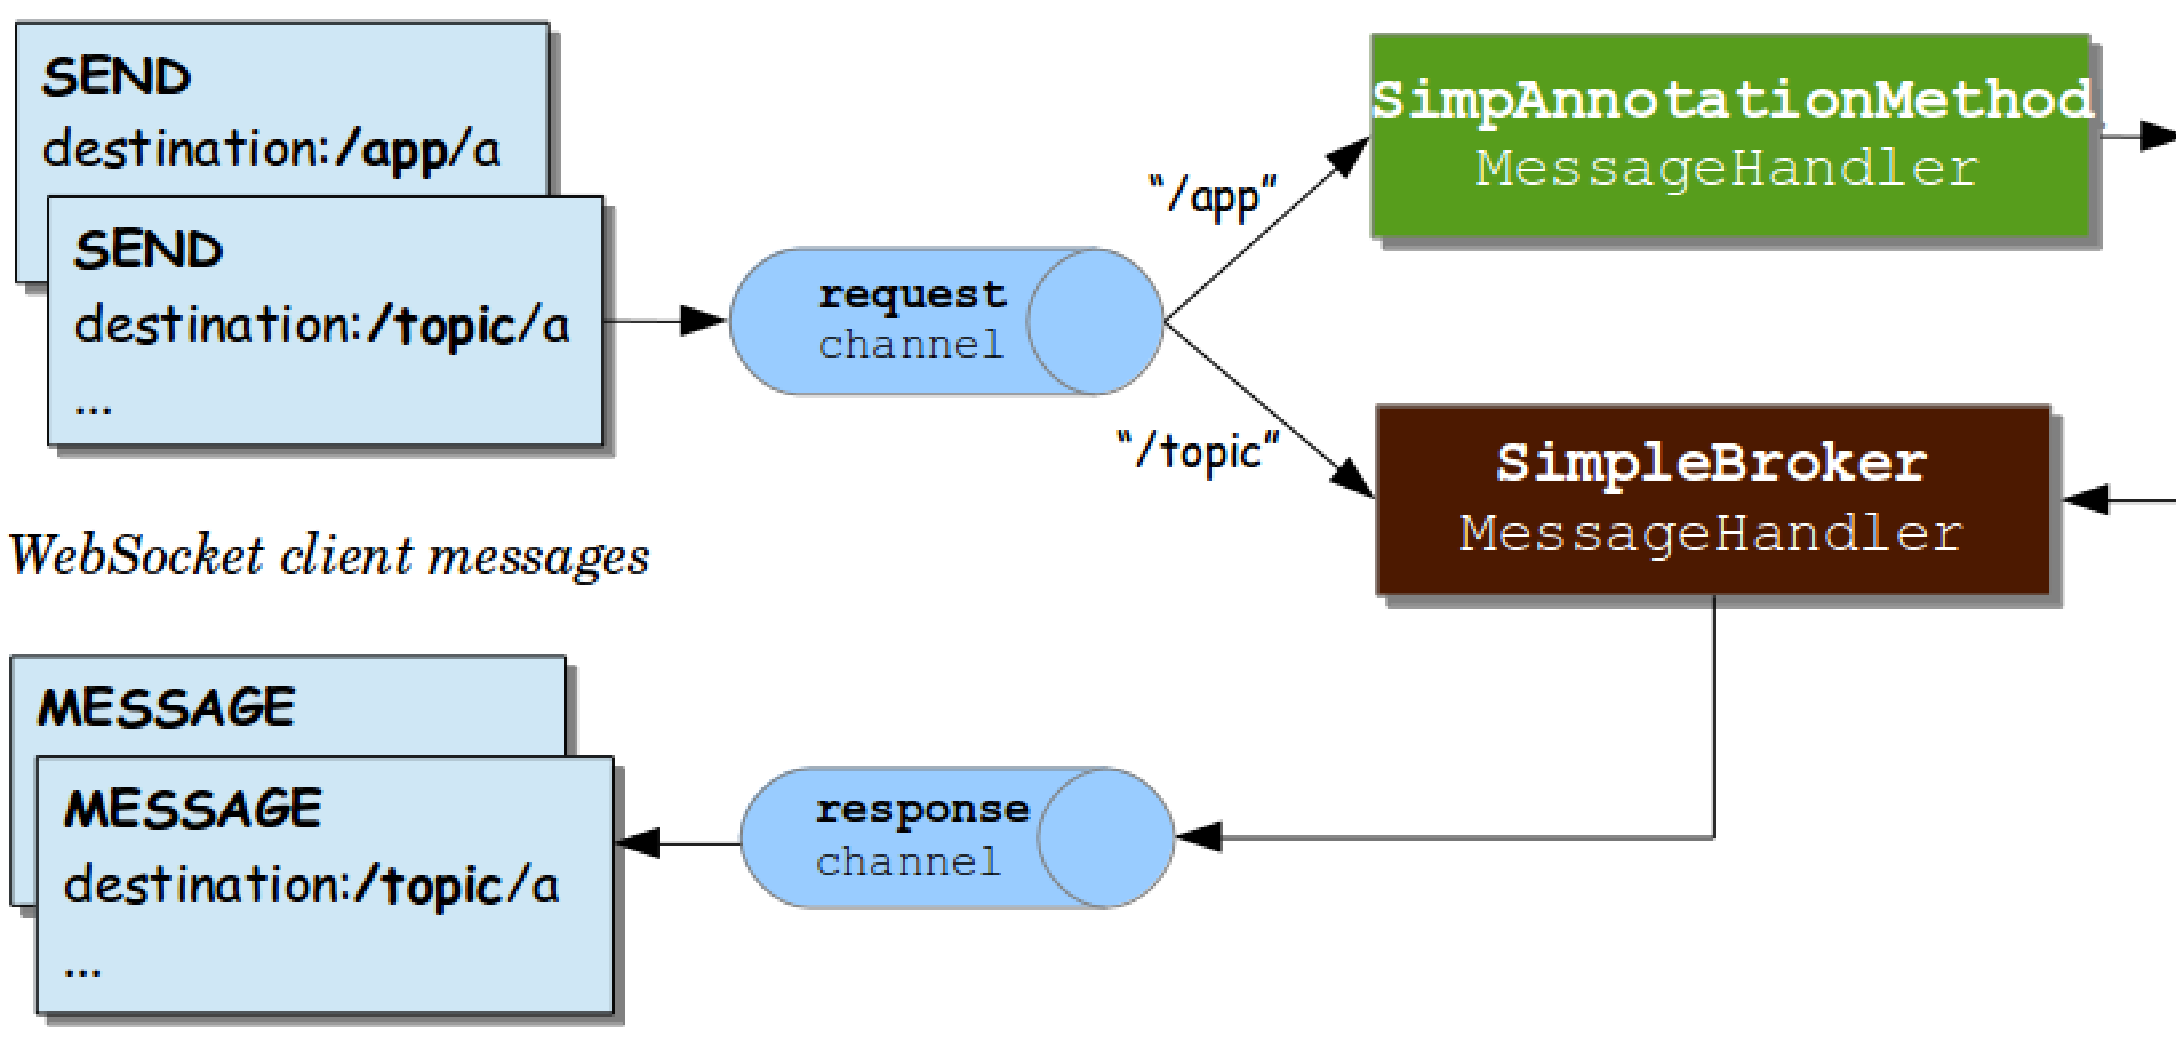 SEND
destination:/app/a
SEND
destination:/topic/a
...
WebSocket client messages
MESSAGE
MESSAGE
destination:/topic/a
...
request
channel
“/app”
“/topic”
SimpAnnotationMethod
MessageHandler
SimpleBroker
MessageHandler
response
channel